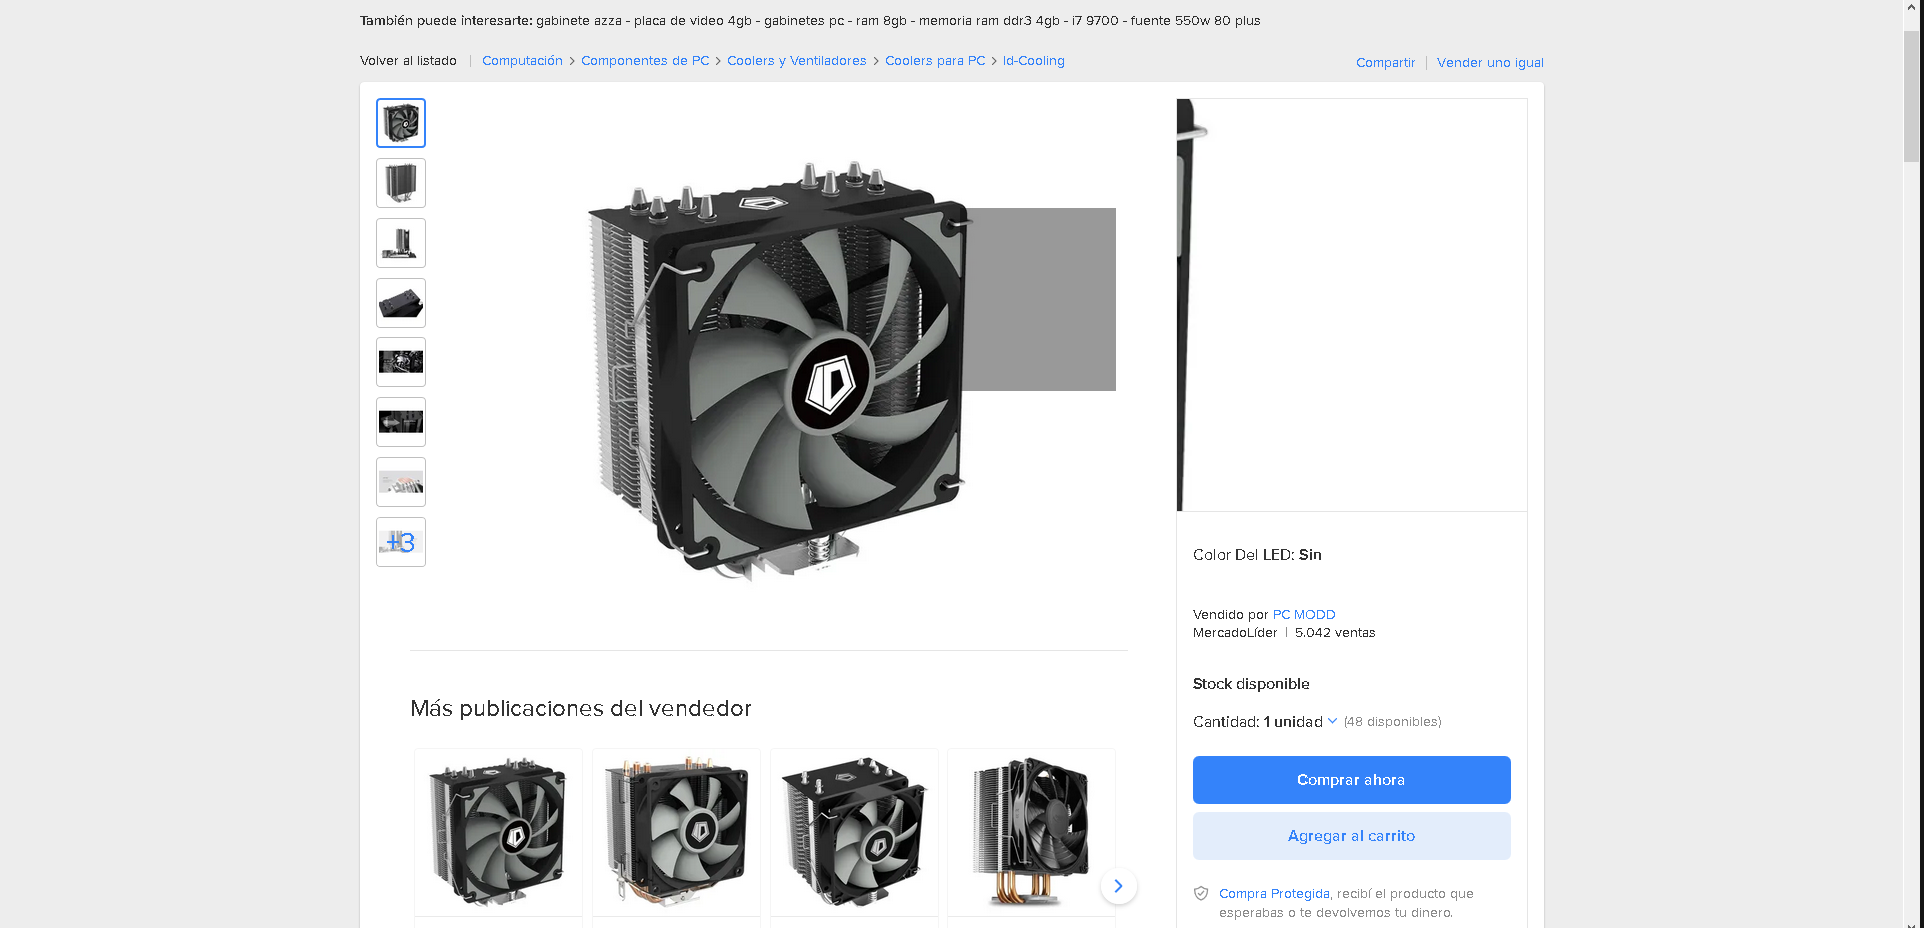 También puede interesarte: gabinete azza - placa de video 4gb - gabinetes pc - ram 8gb - memoria ram ddr3 4gb - i7 9700 - fuente 550w 80 plus
Volver al listado | Computación > Componentes de PC > Coolers y Ventiladores > Coolers para PC > Id-Cooling
Compartir | Vender uno igual
+3
Color Del LED: Sin
Vendido por PC MODD
MercadoLíder | 5.042 ventas
Stock disponible
Cantidad: 1 unidad (48 disponibles)
Comprar ahora
Agregar al carrito
Compra Protegida, recibí el producto que
esperabas o te devolvemos tu dinero.
Más publicaciones del vendedor